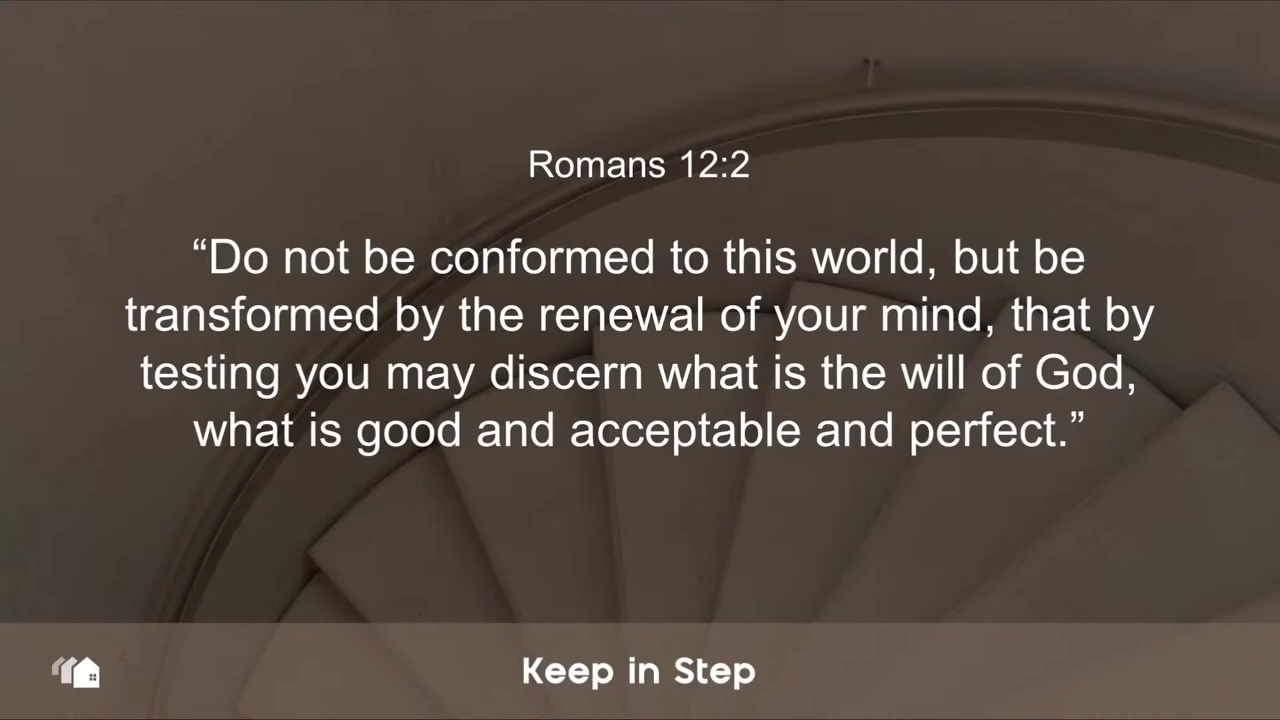 Romans 12:2
“Do not be conformed to this world, but be
transformed by the renewal of your mind, that by
testing you may discern what is the will of God,
what is good and acceptable and perfect.”
Keep in Step